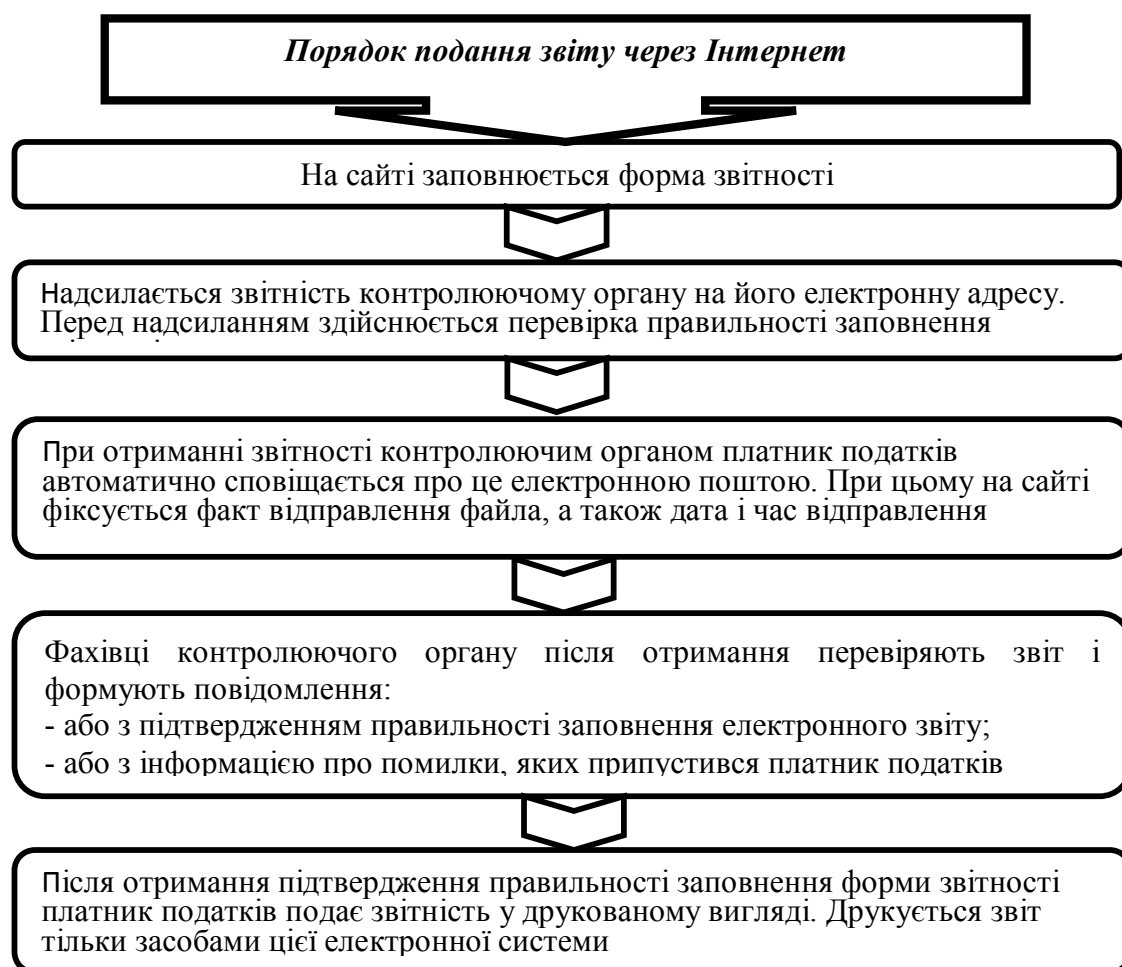 Порядок подання звіту через Інтернет
На сайті заповнюється форма звітності
Надсилається звітність контролюючому органу на його електронну адресу.
Перед надсиланням здійснюється перевірка правильності заповнення
При отриманні звітності контролюючим органом платник податків
автоматично сповіщається про це електронною поштою. При цьому на сайті
фіксується факт відправлення файла, а також дата і час відправлення
Фахівці контролюючого органу після отримання перевіряють звіт і
формують повідомлення:
- або з підтвердженням правильності заповнення електронного звіту;
- або з інформацією про помилки, яких припустився платник податків
Після отримання підтвердження правильності заповнення форми звітності
платник податків подає звітність у друкованому вигляді. Друкується звіт
тільки засобами цієї електронної системи